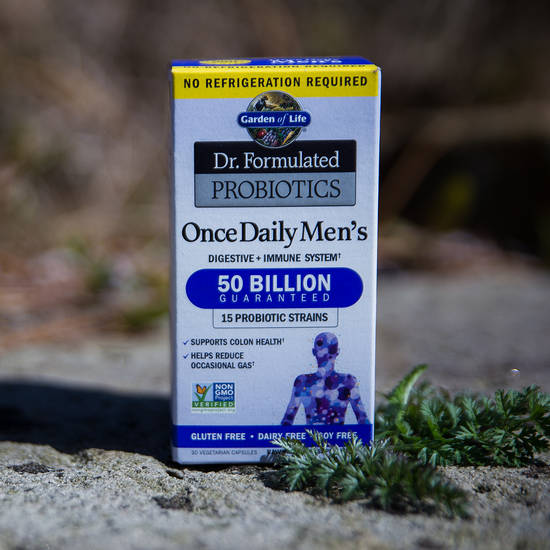 NO REFRIGERATION REQUIRED
Garden of Life
Dr. Formulated
PROBIOTICS
Once Daily Men's
DIGESTIVE + IMMUNE SYSTEM†
50 BILLION
GUARANTEED
15 PROBIOTIC STRAINS
✓ SUPPORTS COLON HEALTH†
✓ HELPS REDUCE
OCCASIONAL GAS†
NON
GMO
Project
VERIFIED
nongmoproject.org
GLUTEN FREE • DAIRY FREE • SOY FREE
30 VEGETARIAN CAPSULES